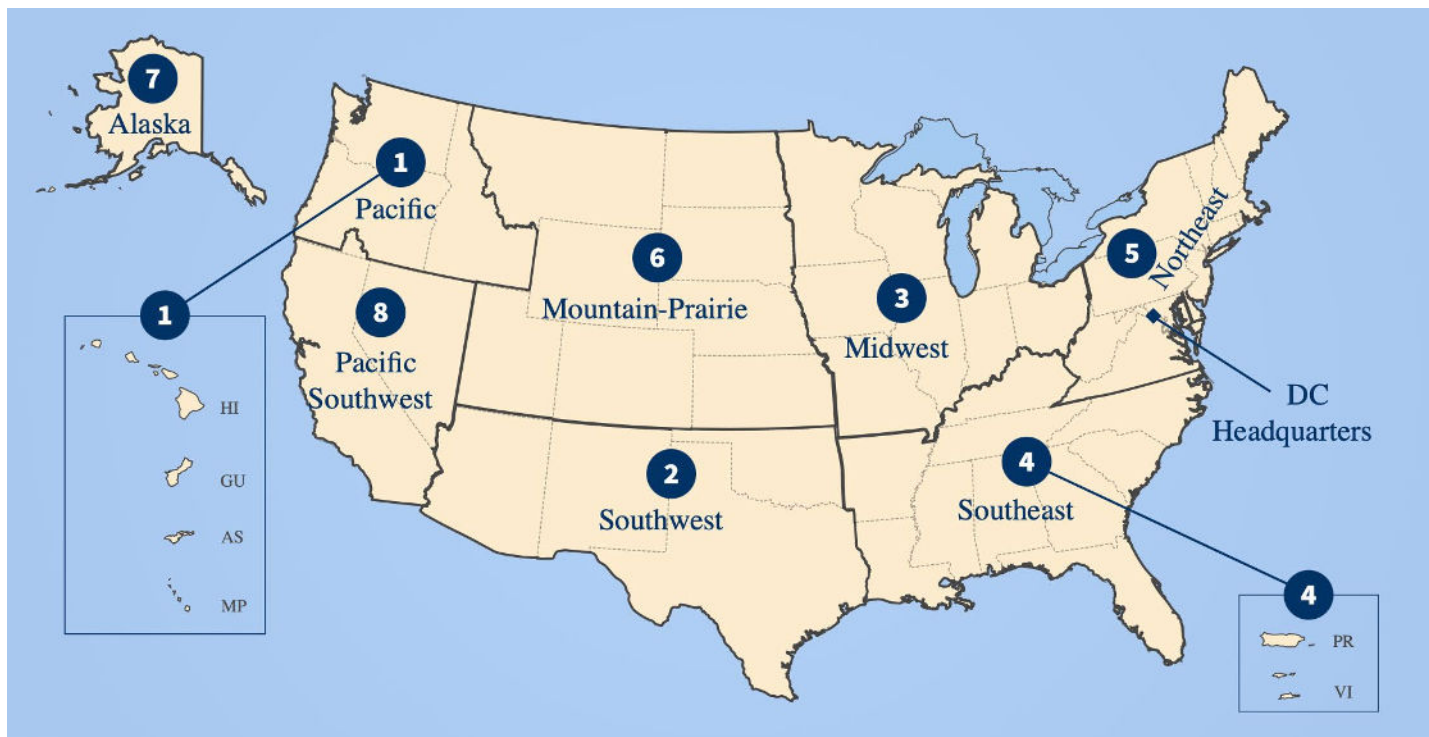 7
Alaska
1
Pacific
6
Mountain-Prairie
8
Pacific
Southwest
3
Midwest
5
Northeast
DC
Headquarters
2
Southwest
4
Southeast
1
HI
GU
AS
MP
4
PR
VI